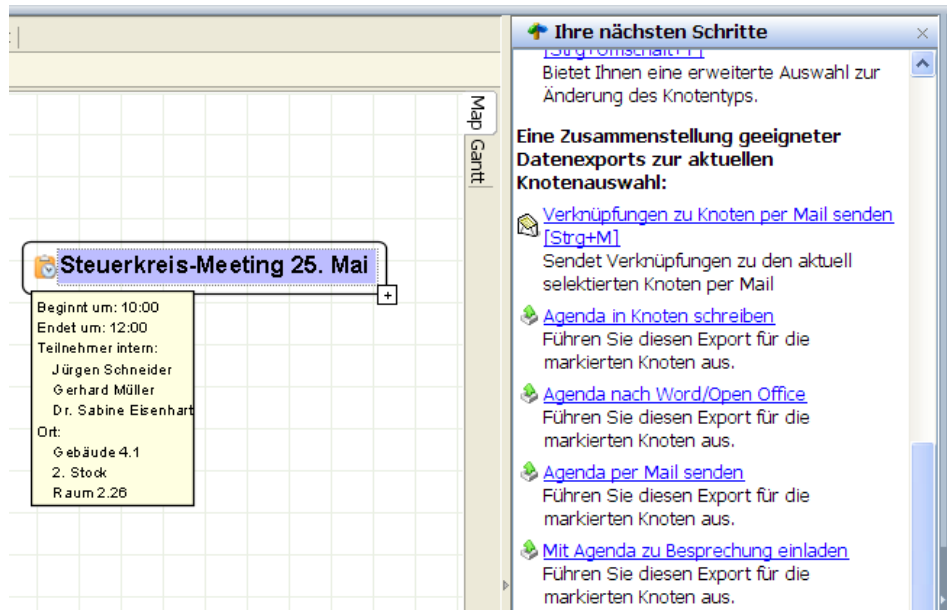 Map
Gantt
Steuerkreis-Meeting 25. Mai
+
Beginnt um: 10:00
Endet um: 12:00
Teilnehmer intern:
Jürgen Schneider
Gerhard Müller
Dr. Sabine Eisenhart
Ort:
Gebäude 4.1
2. Stock
Raum 2.26
Ihre nächsten Schritte
Bietet Ihnen eine erweiterte Auswahl zur
Änderung des Knotentyps.
Eine Zusammenstellung geeigneter
Datenexports zur aktuellen
Knotenauswahl:
Verknüpfungen zu Knoten per Mail senden
[Strg+M]
Sendet Verknüpfungen zu den aktuell
selektierten Knoten per Mail
Agenda in Knoten schreiben
Führen Sie diesen Export für die
markierten Knoten aus.
Agenda nach Word/Open Office
Führen Sie diesen Export für die
markierten Knoten aus.
Agenda per Mail senden
Führen Sie diesen Export für die
markierten Knoten aus.
Mit Agenda zu Besprechung einladen
Führen Sie diesen Export für die
markierten Knoten aus.